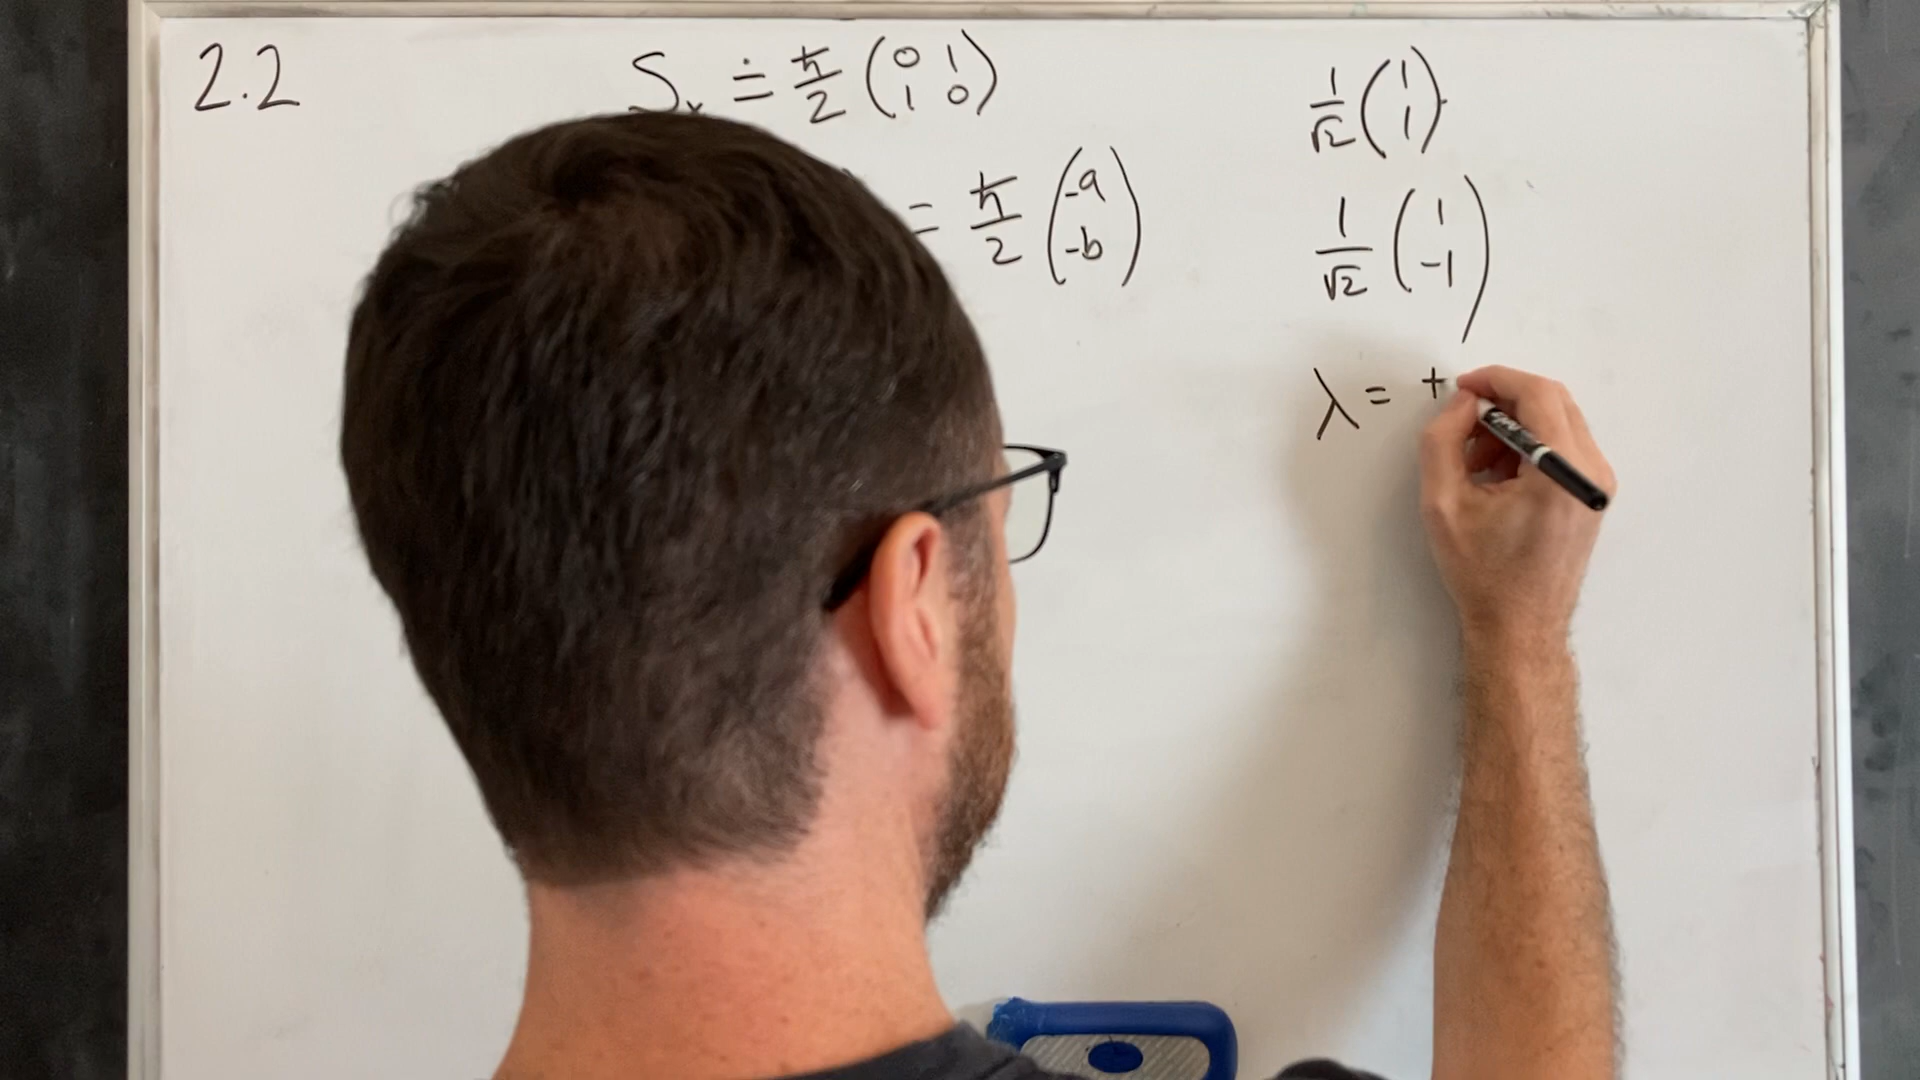 2.2
Sx ≐ ħ/2 (0 1; 1 0)
= ħ/2 (-a; -b)
1/√2 (1; 1)
1/√2 (1; -1)
λ = +